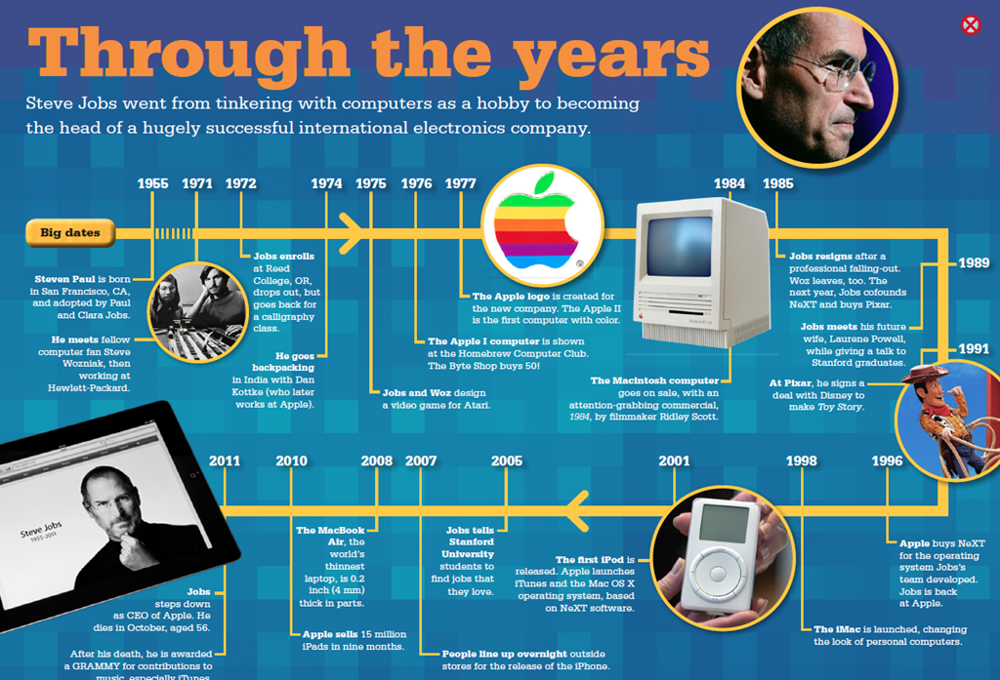 Through the years
Steve Jobs went from tinkering with computers as a hobby to becoming
the head of a hugely successful international electronics company.
Big dates
1955
1971
1972
1974
1975
1976
1977
1984
1985
Steven Paul is born
in San Francisco, CA,
and adopted by Paul
and Clara Jobs.
He meets fellow
computer fan Steve
Wozniak, then
working at
Hewlett-Packard.
Jobs enrolls
at Reed
College, OR,
drops out, but
goes back for
a calligraphy
class.
He goes
backpacking
in India with Dan
Kottke (who later
works at Apple).
Jobs and Woz design
a video game for Atari.
The Apple I computer is shown
at the Homebrew Computer Club.
The Byte Shop buys 50!
The Apple logo is created for
the new company. The Apple II
is the first computer with color.
®
The Macintosh computer
goes on sale, with an
attention-grabbing commercial,
1984, by filmmaker Ridley Scott.
Jobs resigns after a
professional falling-out.
Woz leaves, too. The
next year, Jobs cofounds
NeXT and buys Pixar.
1989
Jobs meets his future
wife, Laurene Powell,
while giving a talk to
Stanford graduates.
1991
At Pixar, he signs a
deal with Disney to
make Toy Story.
1996
Apple buys NeXT
for the operating
system Jobs's
team developed.
Jobs is back
at Apple.
1998
The iMac is launched, changing
the look of personal computers.
2001
The first iPod is
released. Apple launches
iTunes and the Mac OS X
operating system, based
on NeXT software.
2005
Jobs tells
Stanford
University
students to
find jobs that
they love.
2007
People line up overnight outside
stores for the release of the iPhone.
2008
The MacBook
Air, the
world's
thinnest
laptop, is 0.2
inch (4 mm)
thick in parts.
2010
Apple sells 15 million
iPads in nine months.
2011
Jobs
steps down
as CEO of Apple. He
dies in October, aged 56.
After his death, he is awarded
a GRAMMY for contributions to
music, especially iTunes.
Steve Jobs
1955-2011